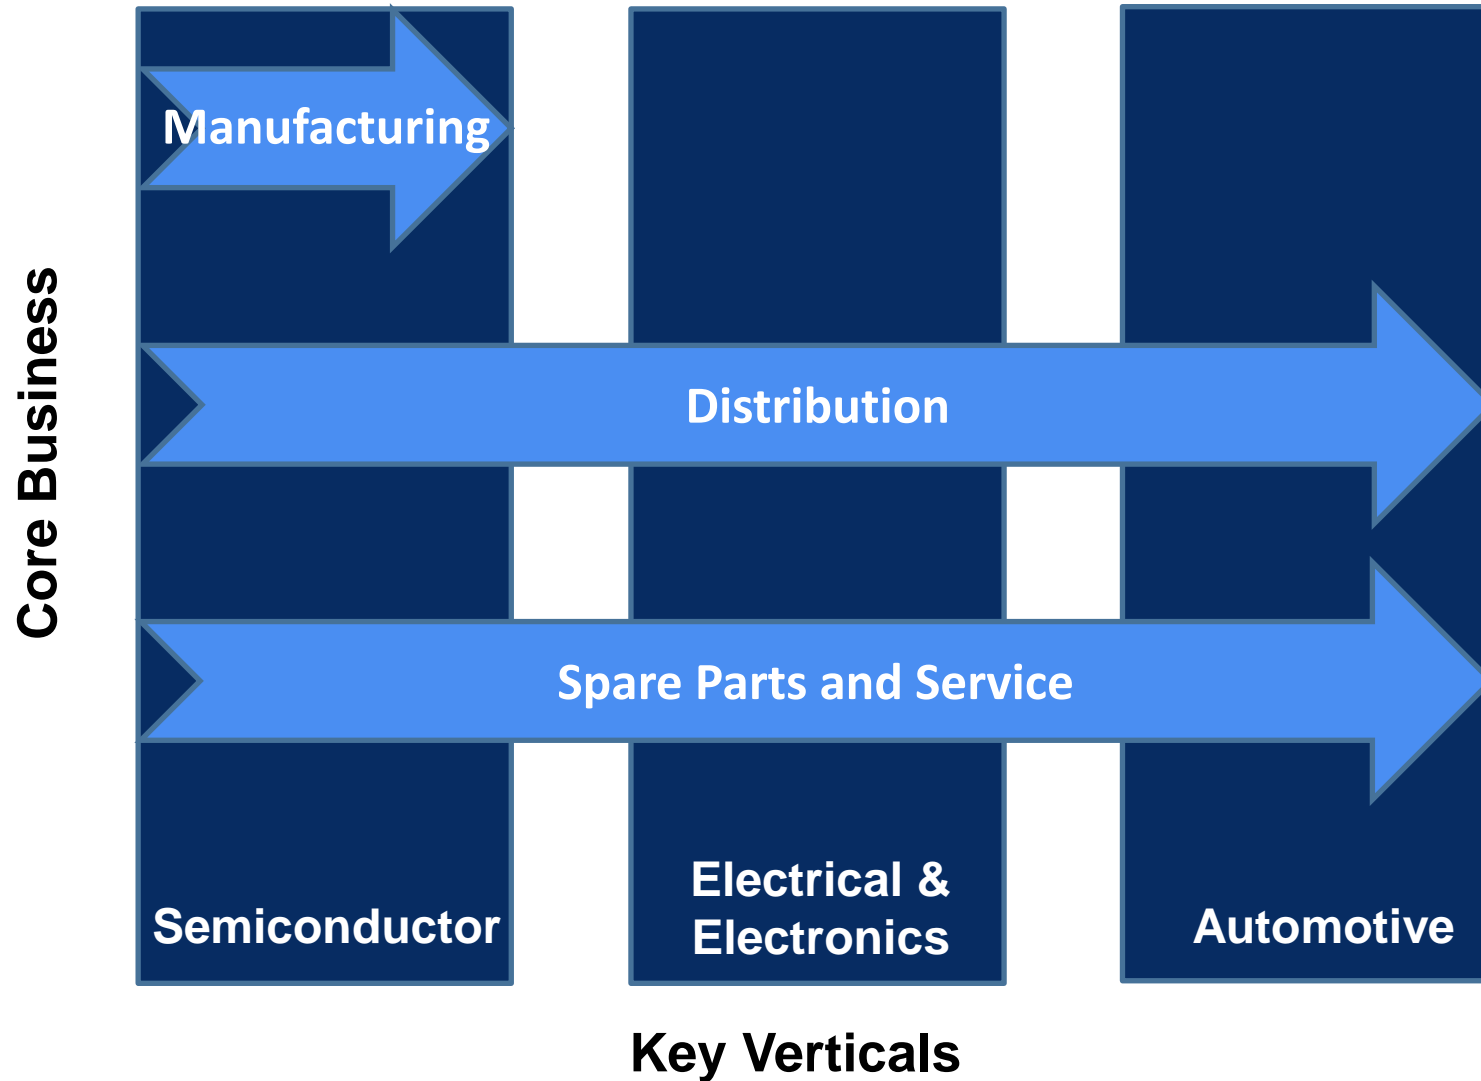 Core Business
Manufacturing
Distribution
Spare Parts and Service
Semiconductor
Electrical &
Electronics
Automotive
Key Verticals